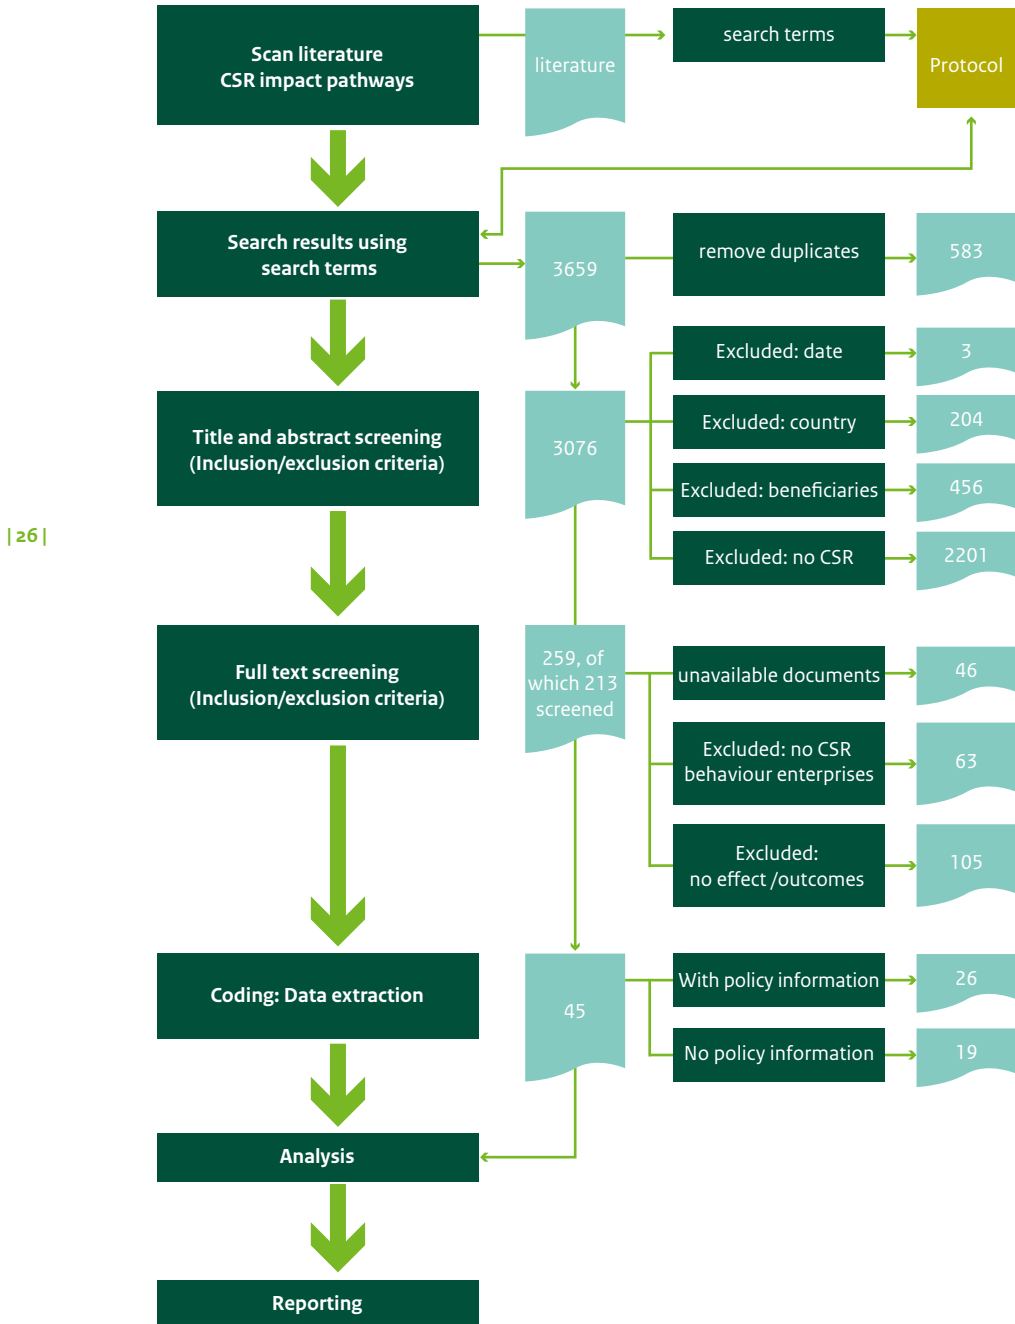 Scan literature
CSR impact pathways
literature
search terms
Protocol
Search results using
search terms
3659
remove duplicates
583
Excluded: date
3
Title and abstract screening
(Inclusion/exclusion criteria)
3076
Excluded: country
204
Excluded: beneficiaries
456
Excluded: no CSR
2201
| 26 |
Full text screening
(Inclusion/exclusion criteria)
259, of
which 213
screened
unavailable documents
46
Excluded: no CSR
behaviour enterprises
63
Excluded:
no effect /outcomes
105
Coding: Data extraction
45
With policy information
26
No policy information
19
Analysis
Reporting